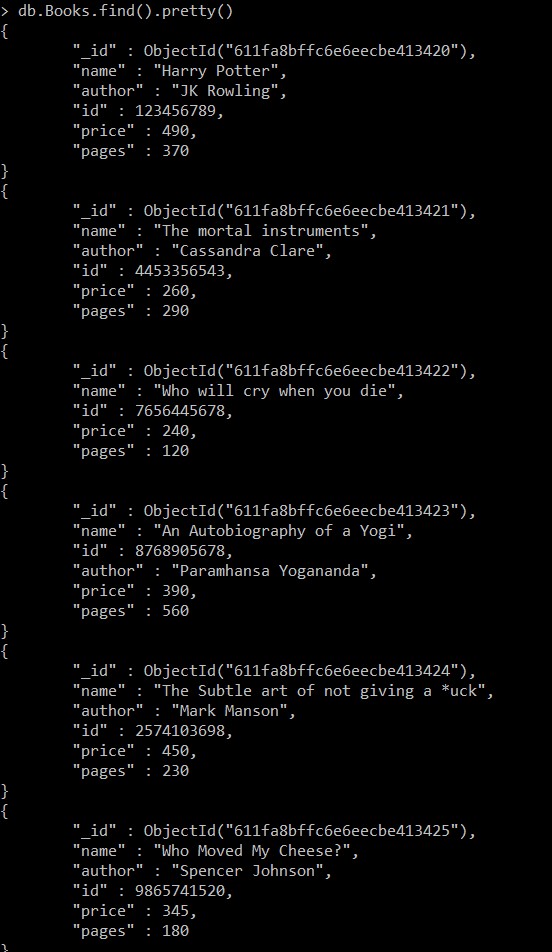 > db.Books.find().pretty()
{
"_id" : ObjectId("611fa8bffc6e6eecbe413420"),
"name" : "Harry Potter",
"author" : "JK Rowling",
"id" : 123456789,
"price" : 490,
"pages" : 370
}
{
"_id" : ObjectId("611fa8bffc6e6eecbe413421"),
"name" : "The mortal instruments",
"author" : "Cassandra Clare",
"id" : 4453356543,
"price" : 260,
"pages" : 290
}
{
"_id" : ObjectId("611fa8bffc6e6eecbe413422"),
"name" : "Who will cry when you die",
"id" : 7656445678,
"price" : 240,
"pages" : 120
}
{
"_id" : ObjectId("611fa8bffc6e6eecbe413423"),
"name" : "An Autobiography of a Yogi",
"id" : 8768905678,
"author" : "Paramhansa Yogananda",
"price" : 390,
"pages" : 560
}
{
"_id" : ObjectId("611fa8bffc6e6eecbe413424"),
"name" : "The Subtle art of not giving a *uck",
"author" : "Mark Manson",
"id" : 2574103698,
"price" : 450,
"pages" : 230
}
{
"_id" : ObjectId("611fa8bffc6e6eecbe413425"),
"name" : "Who Moved My Cheese?",
"author" : "Spencer Johnson",
"id" : 9865741520,
"price" : 345,
"pages" : 180
}